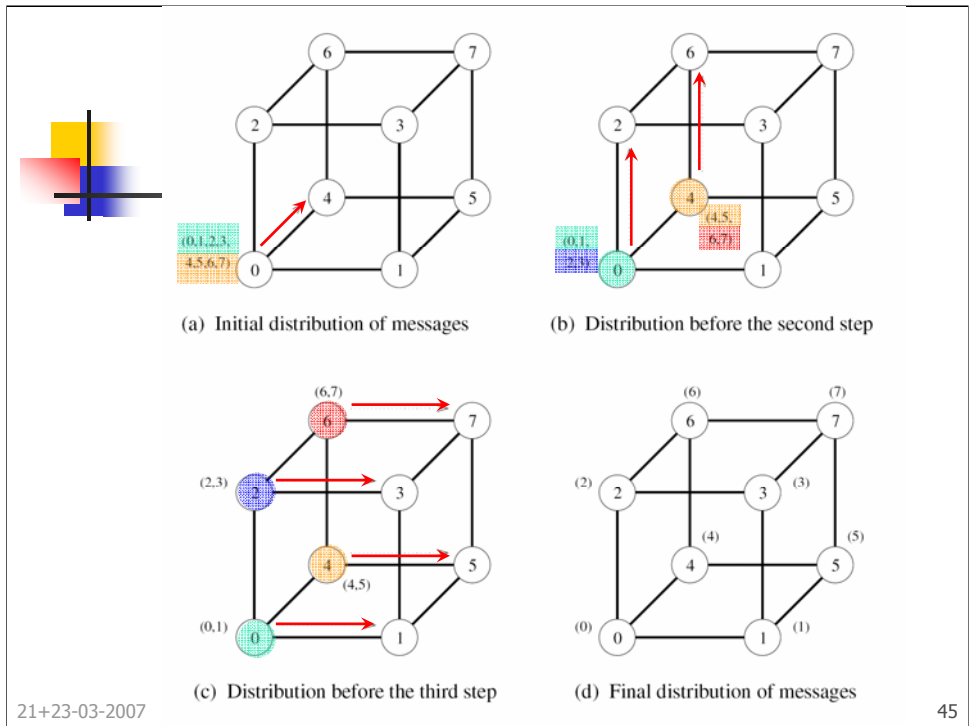 6 7
2 3
4 5
(0,1,2,3,
4,5,6,7)
0 1
(a) Initial distribution of messages
6 7
2 3
4 5
(4,5,
6,7)
(0,1,
2,3)
0 1
(b) Distribution before the second step
(6,7)
6 7
(2,3) 2 3
4 5
(4,5)
(0,1) 0 1
(c) Distribution before the third step
(6) (7)
6 7
(2) 2 3 (3)
(4) (5)
4 5
(0) 0 1 (1)
(d) Final distribution of messages
21+23-03-2007 45